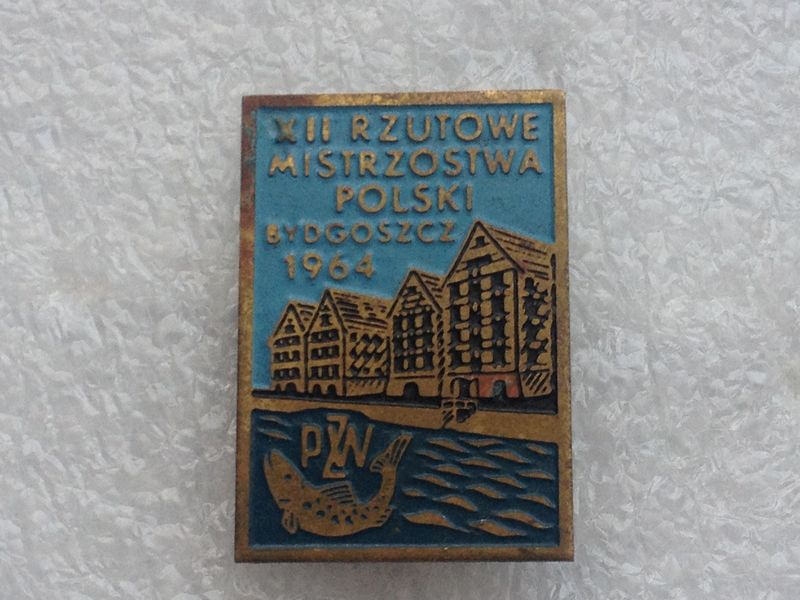 XII RZUTOWE
MISTRZOSTWA
POLSKI
BYDGOSZCZ
1964
PZW